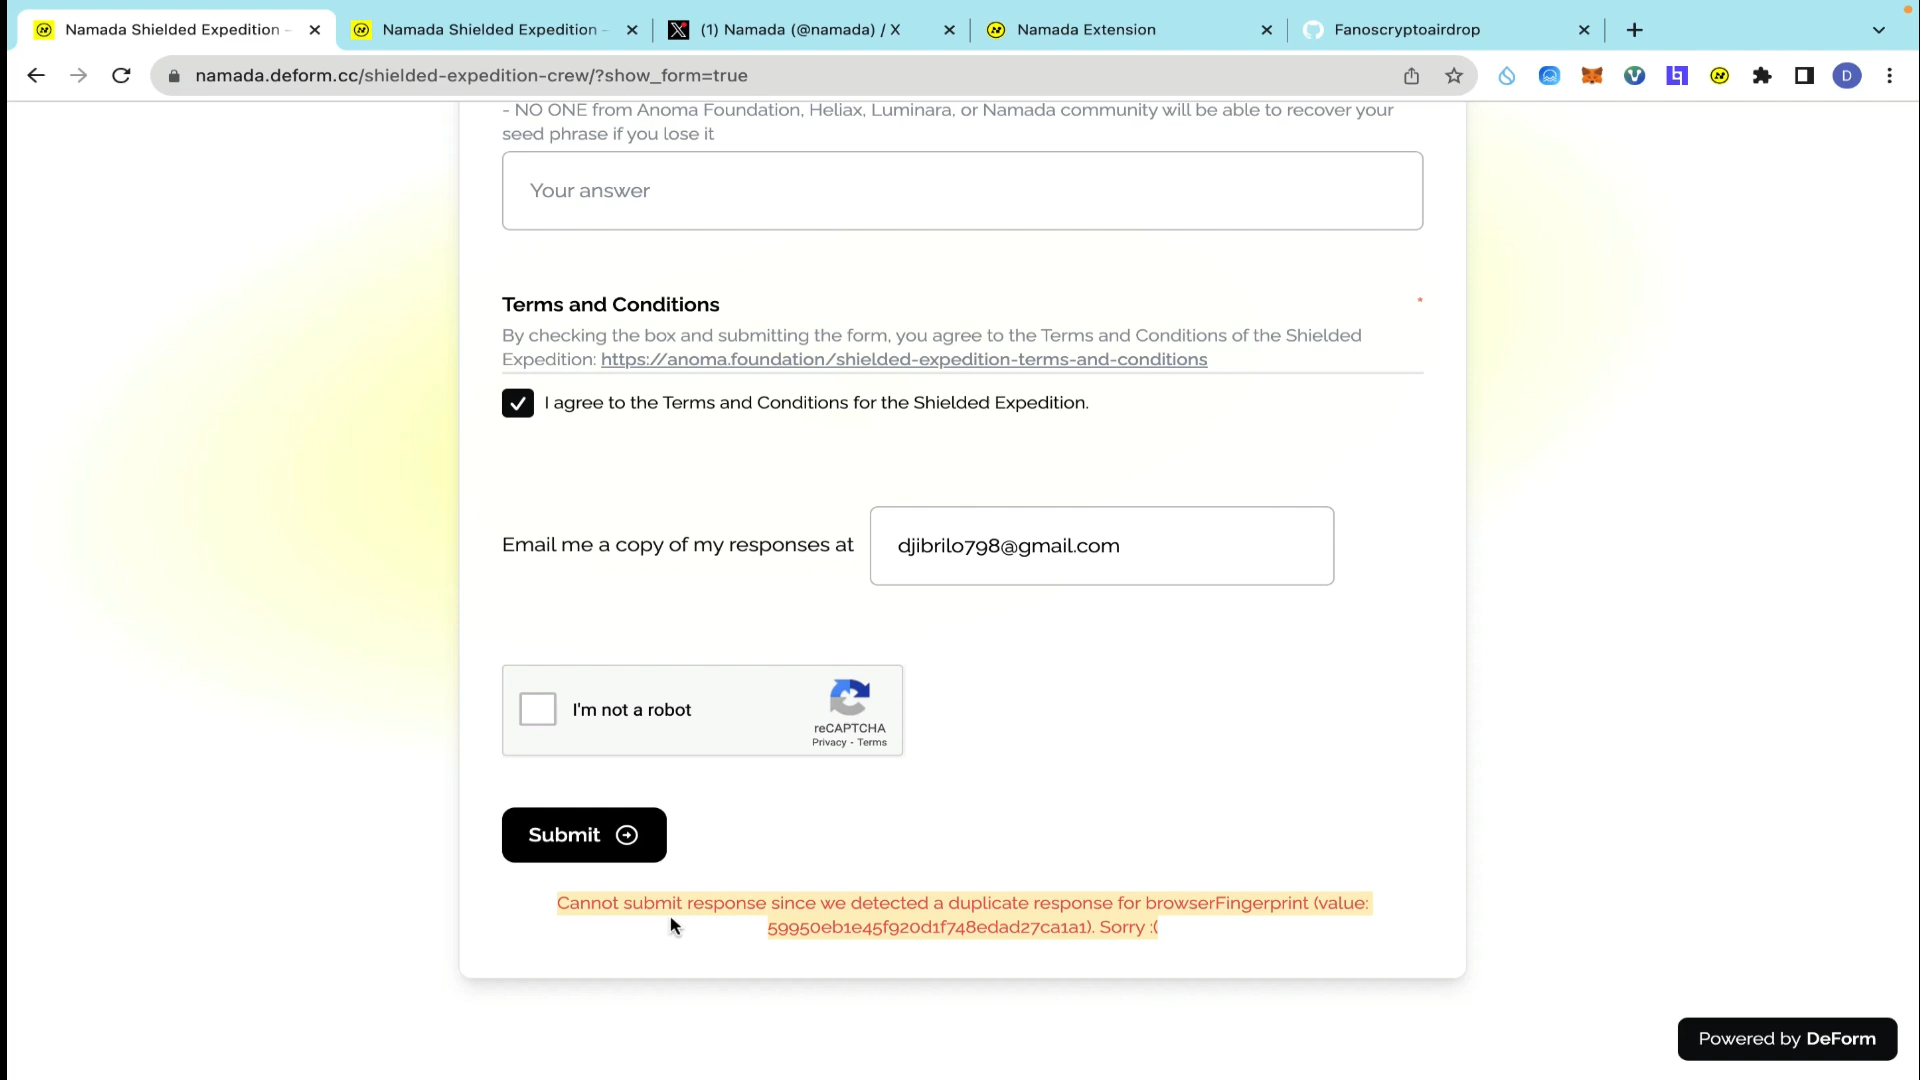 Namada Shielded Expedition -
Namada Shielded Expedition -
(1) Namada (@namada) / X
Namada Extension
Fanoscryptoairdrop
namada.deform.cc/shielded-expedition-crew/?show_form=true
D
- NO ONE from Anoma Foundation, Heliax, Luminara, or Namada community will be able to recover your
seed phrase if you lose it
Your answer
Terms and Conditions *
By checking the box and submitting the form, you agree to the Terms and Conditions of the Shielded
Expedition: https://anoma.foundation/shielded-expedition-terms-and-conditions
I agree to the Terms and Conditions for the Shielded Expedition.
Email me a copy of my responses at djibrilo798@gmail.com
I'm not a robot
reCAPTCHA
Privacy - Terms
Submit
Cannot submit response since we detected a duplicate response for browserFingerprint (value:
59950eb1e45f920d1f748edad27ca1a1). Sorry :(
Powered by DeForm